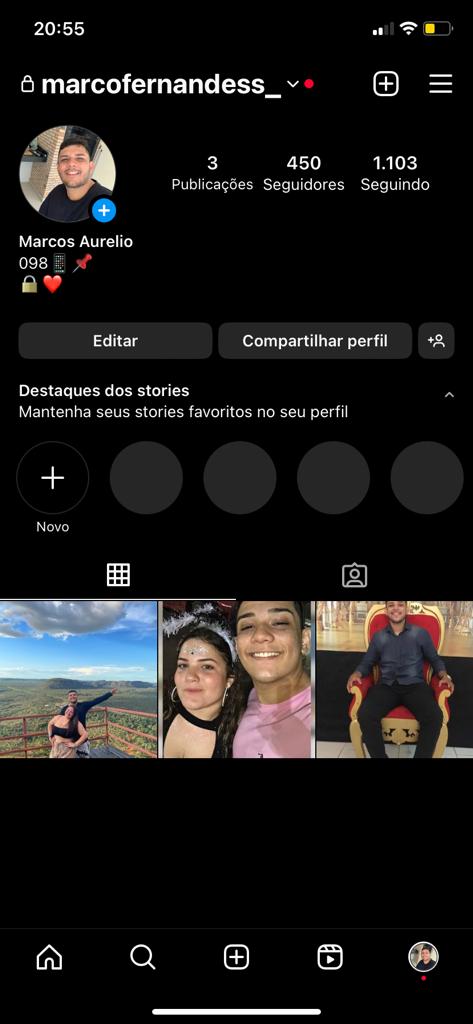 20:55
marcofernandess_
3 450 1.103
Publicações Seguidores Seguindo
Marcos Aurelio
098📱📌
🔒❤️
Editar Compartilhar perfil
Destaques dos stories
Mantenha seus stories favoritos no seu perfil
Novo